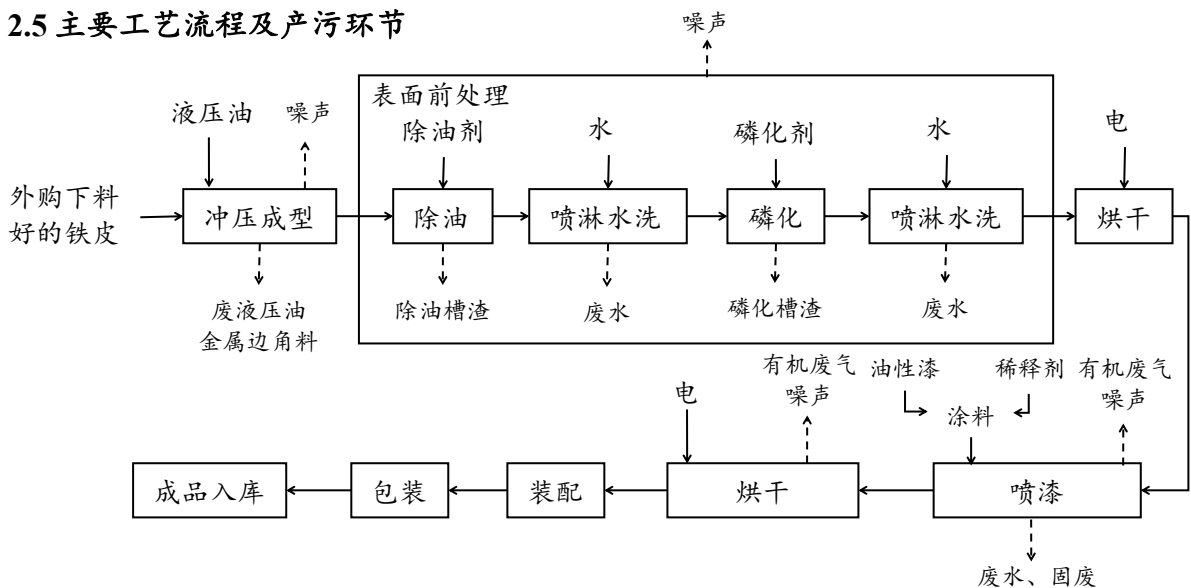 2.5 主要工艺流程及产污环节
噪声
表面前处理
液压油
噪声
除油剂
水
磷化剂
水
电
外购下料
好的铁皮
冲压成型
除油
喷淋水洗
磷化
喷淋水洗
烘干
废液压油
金属边角料
除油槽渣
废水
磷化槽渣
废水
电
有机废气
噪声
油性漆
稀释剂
有机废气
噪声
涂料
成品入库
包装
装配
烘干
喷漆
废水、固废